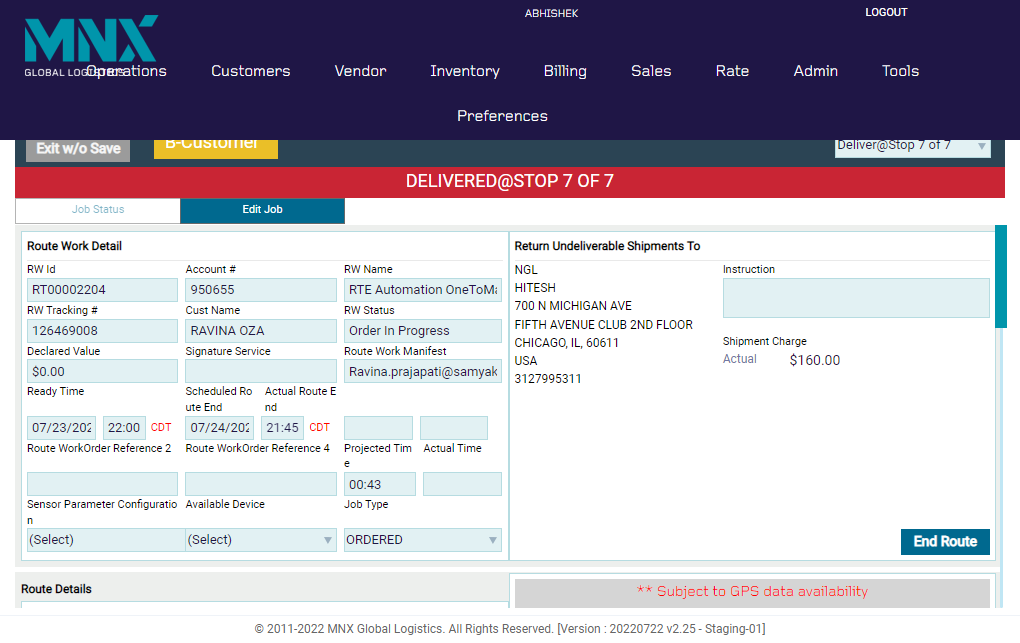 ABHISHEK
LOGOUT
MNX
GLOBAL LOGISTICS
Operations Customers Vendor Inventory Billing Sales Rate Admin Tools
Preferences
Exit w/o Save
B-Customer
Deliver@Stop 7 of 7
DELIVERED@STOP 7 OF 7
Job Status
Edit Job
Route Work Detail
RW Id Account # RW Name
RT00002204 950655 RTE Automation OneToMa
RW Tracking # Cust Name RW Status
126469008 RAVINA OZA Order In Progress
Declared Value Signature Service Route Work Manifest
$0.00 Ravina.prajapati@samyak
Ready Time Scheduled Ro Actual Route E
ute End nd
07/23/202 22:00 CDT 07/24/202 21:45 CDT
Route WorkOrder Reference 2 Route WorkOrder Reference 4 Projected Tim Actual Time
e
00:43
Sensor Parameter Configuratio Available Device Job Type
n
(Select) (Select) ORDERED
Return Undeliverable Shipments To
NGL
HITESH
700 N MICHIGAN AVE
FIFTH AVENUE CLUB 2ND FLOOR
CHICAGO, IL, 60611
USA
3127995311
Instruction
Shipment Charge
Actual $160.00
End Route
Route Details
** Subject to GPS data availability
© 2011-2022 MNX Global Logistics. All Rights Reserved. [Version : 20220722 v2.25 - Staging-01]